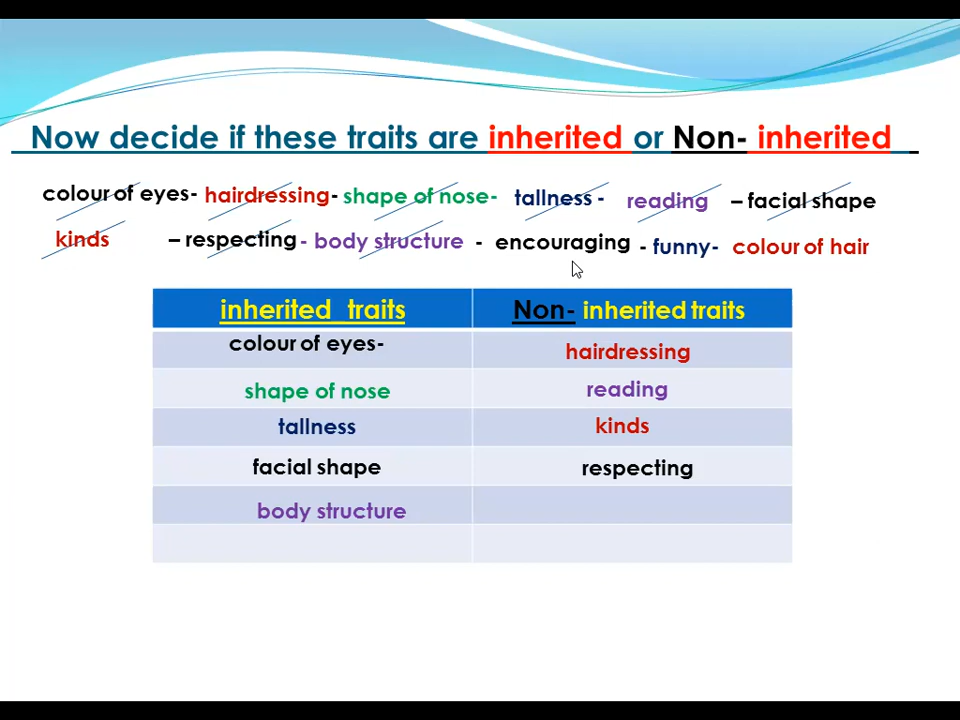 Now decide if these traits are inherited or Non- inherited
colour of eyes- hairdressing- shape of nose- tallness - reading – facial shape
kinds – respecting - body structure - encouraging - funny- colour of hair
inherited traits Non- inherited traits
colour of eyes- hairdressing
shape of nose reading
tallness kinds
facial shape respecting
body structure